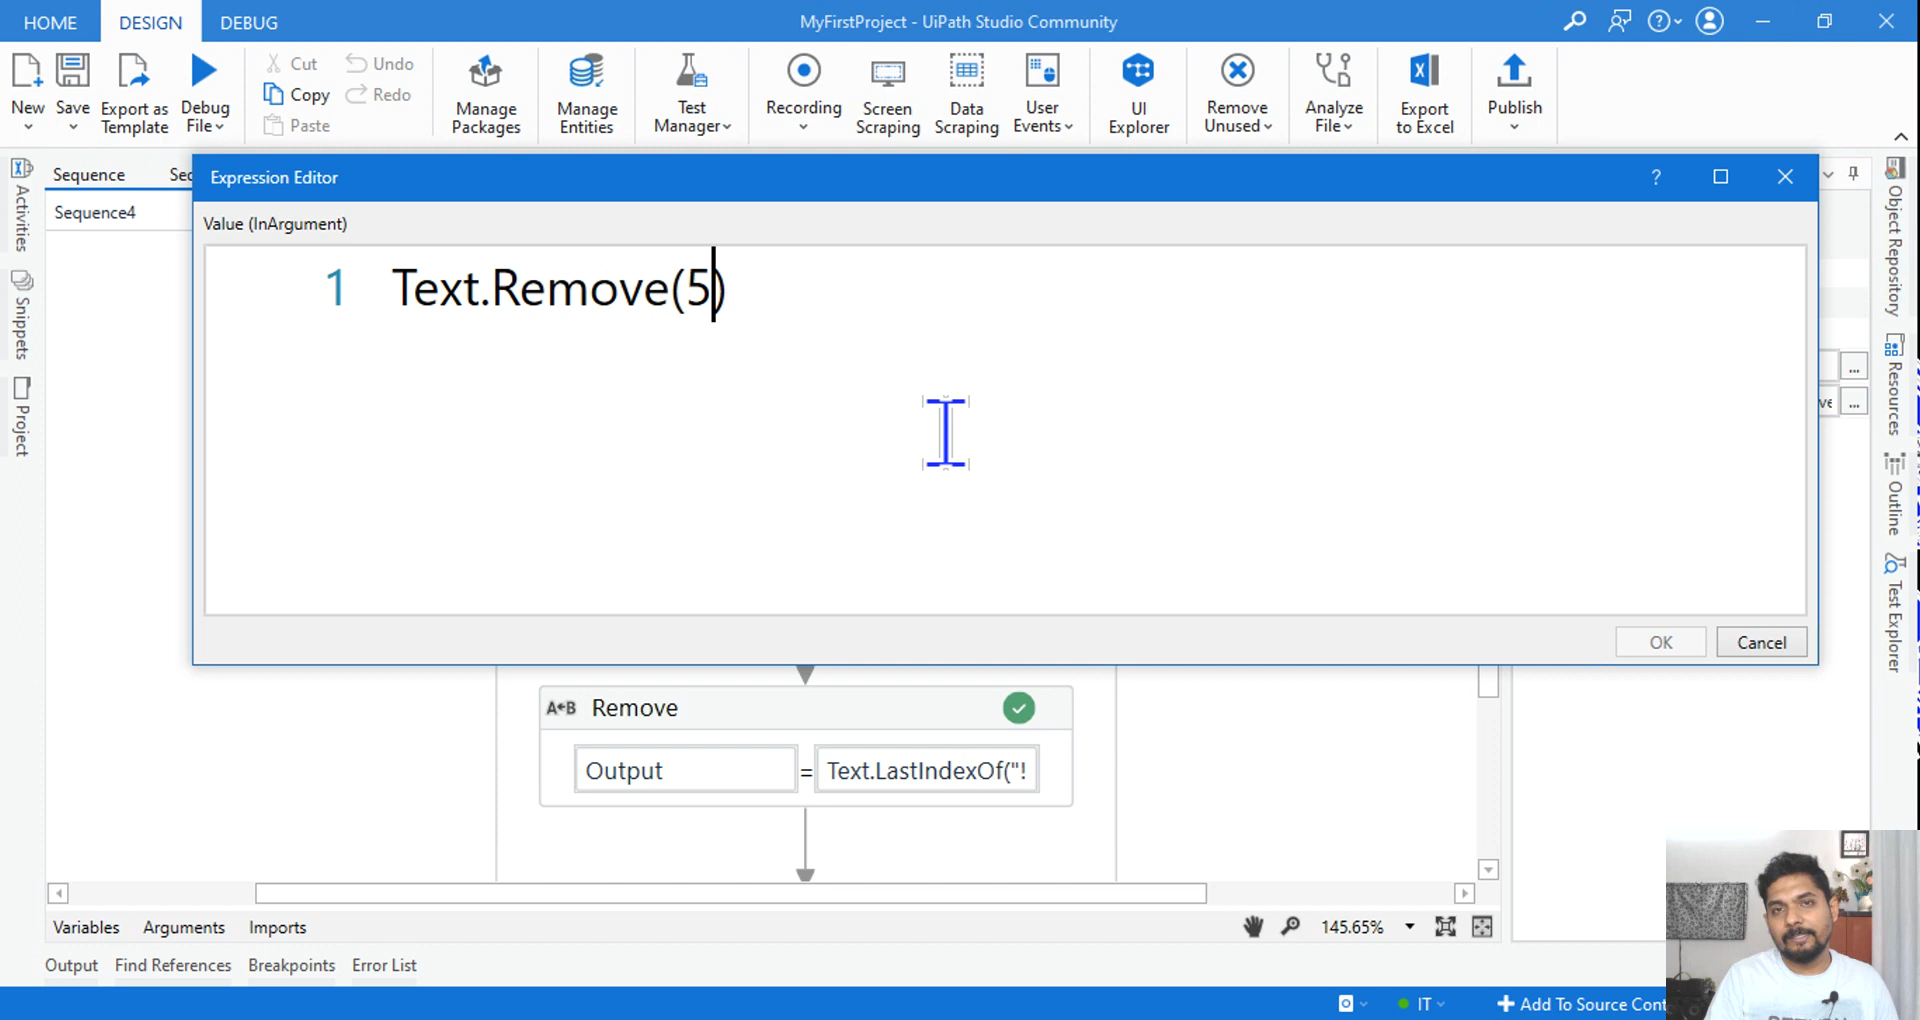 HOME DESIGN DEBUG MyFirstProject - UiPath Studio Community
New Save Export as Template Debug File
Cut Copy Paste
Undo Redo
Manage Packages
Manage Entities
Test Manager
Recording
Screen Scraping
Data Scraping
User Events
UI Explorer
Remove Unused
Analyze File
Export to Excel
Publish
Activities
Snippets
Project
Sequence
Sequence4
Expression Editor ?
Value (InArgument)
1 Text.Remove(5)
OK Cancel
...
...
Object Repository
Resources
Outline
Test Explorer
A B Remove
Output = Text.LastIndexOf("!
Variables Arguments Imports 145.65%
Output Find References Breakpoints Error List
IT Add To Source Cont